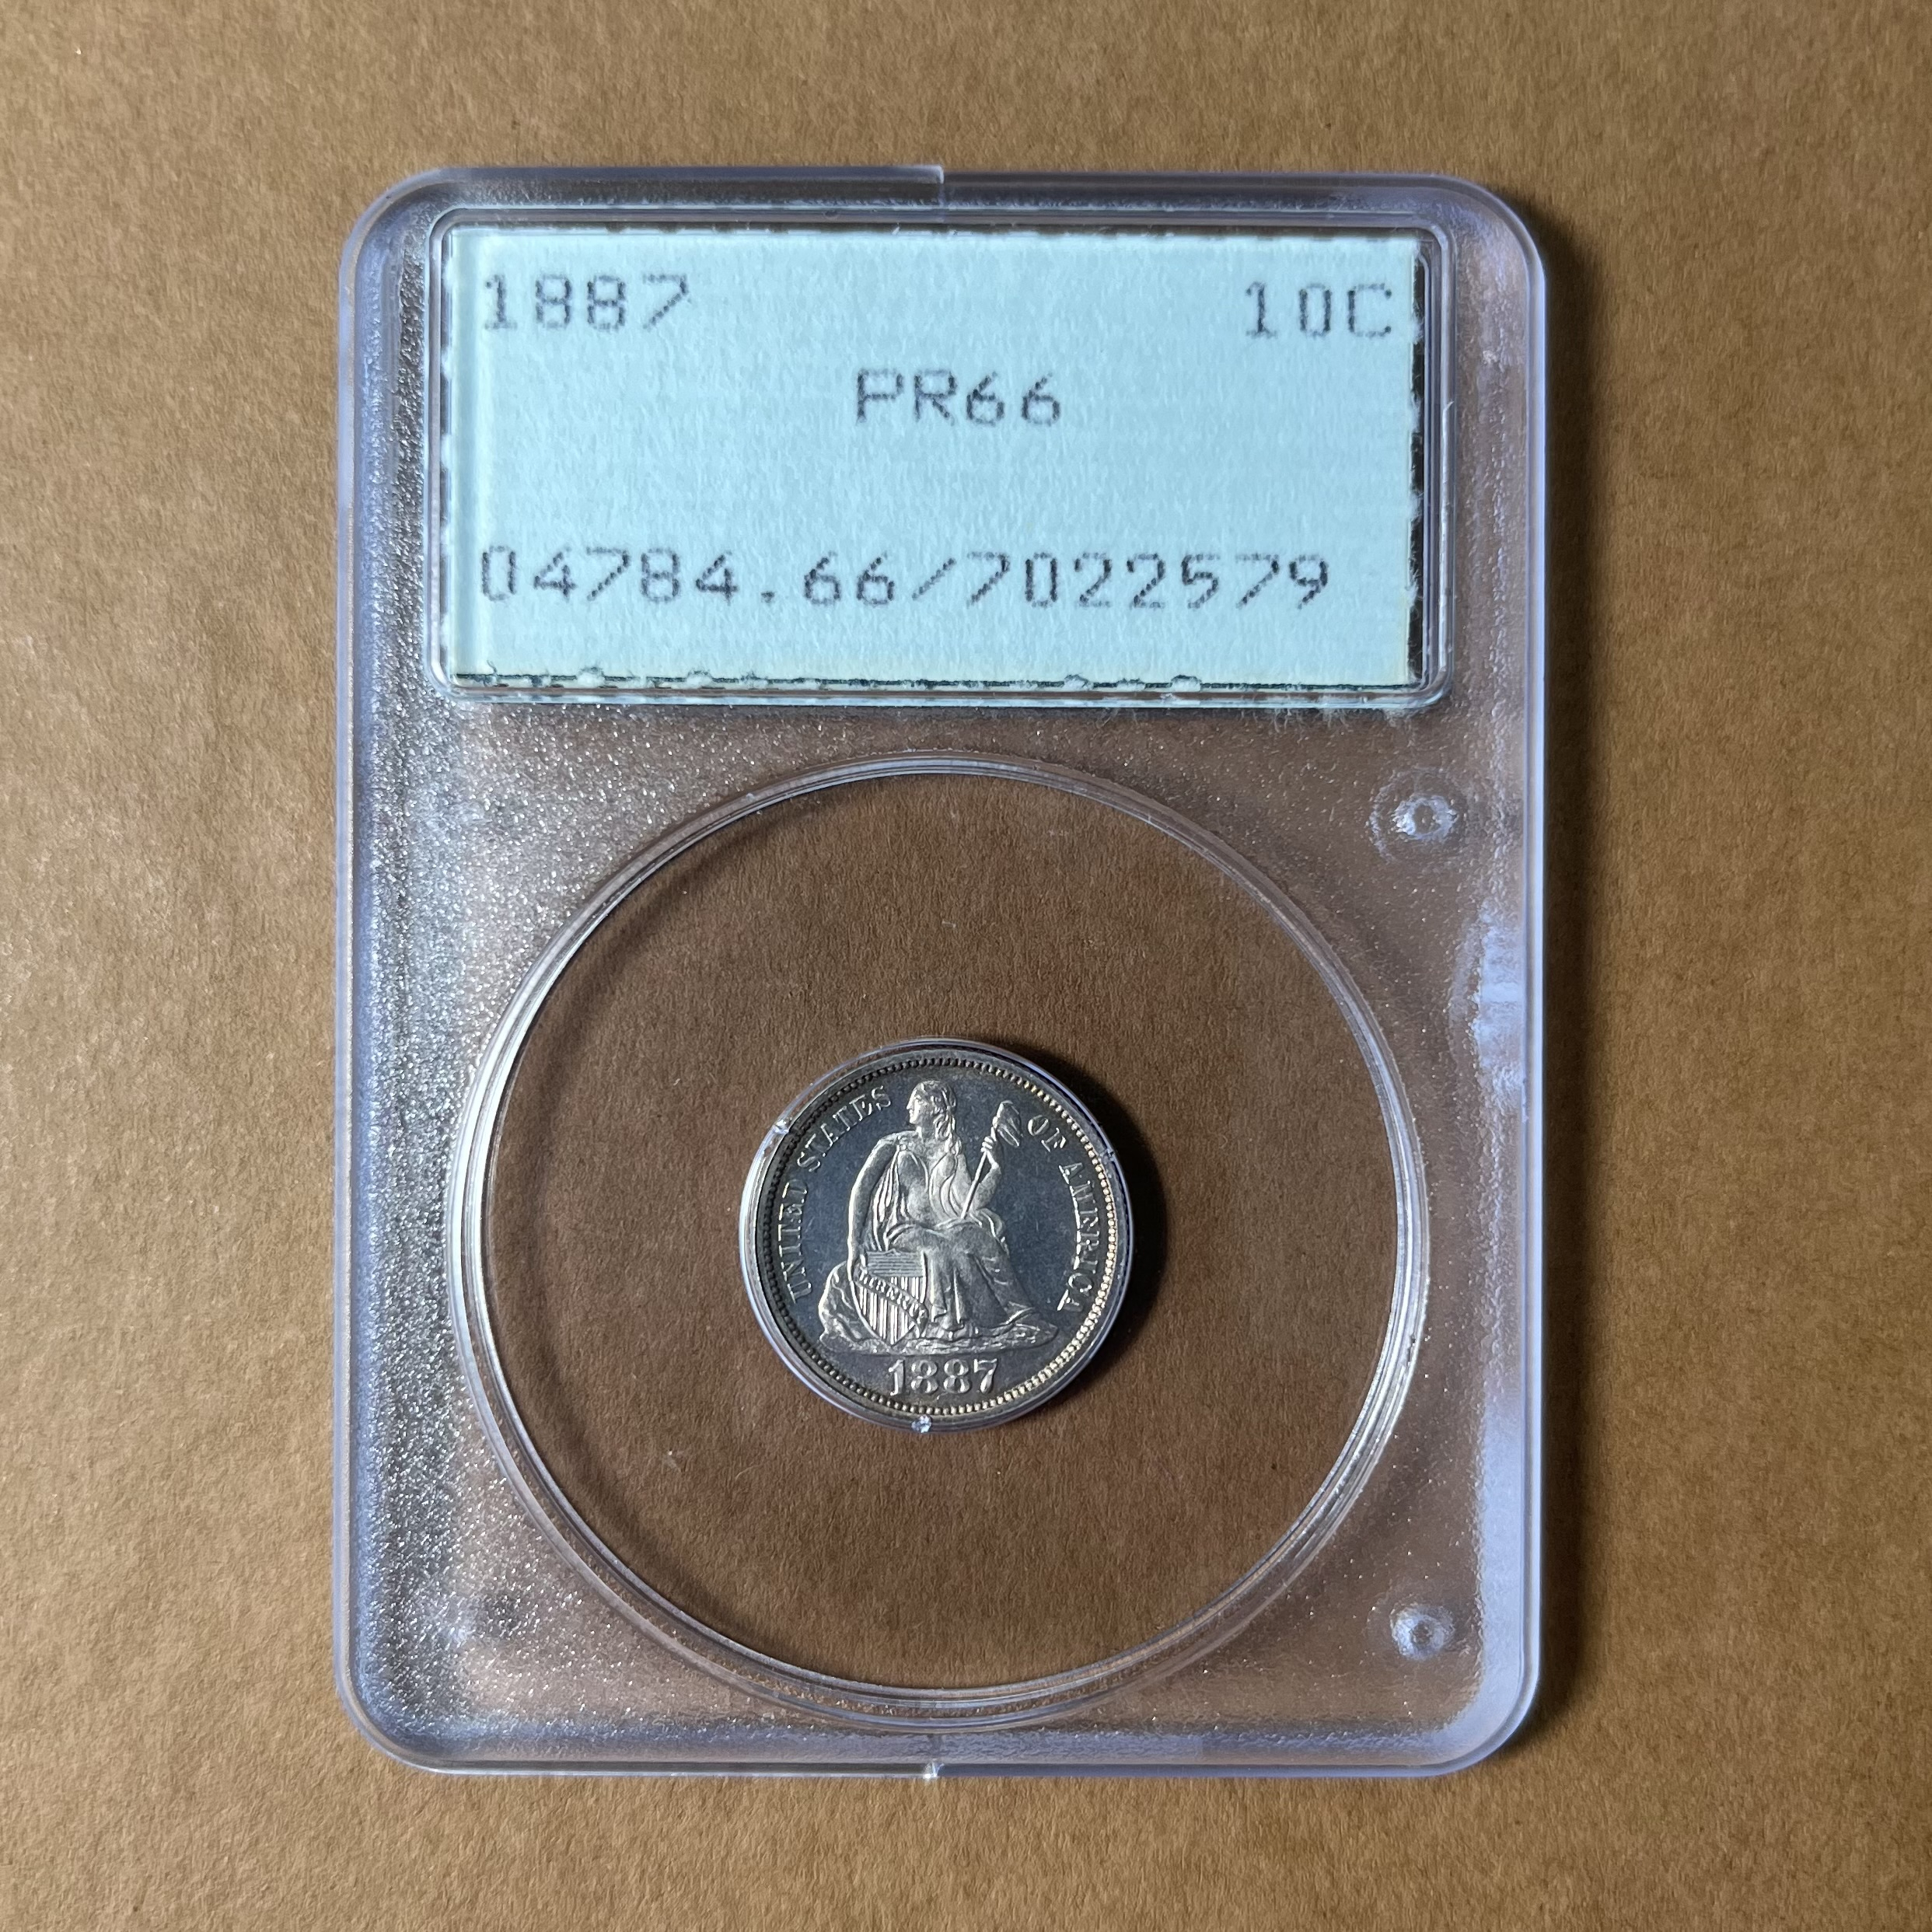 1887 10C
PR66
04784.66/7022579
UNITED STATES OF AMERICA
LIBERTY
1887